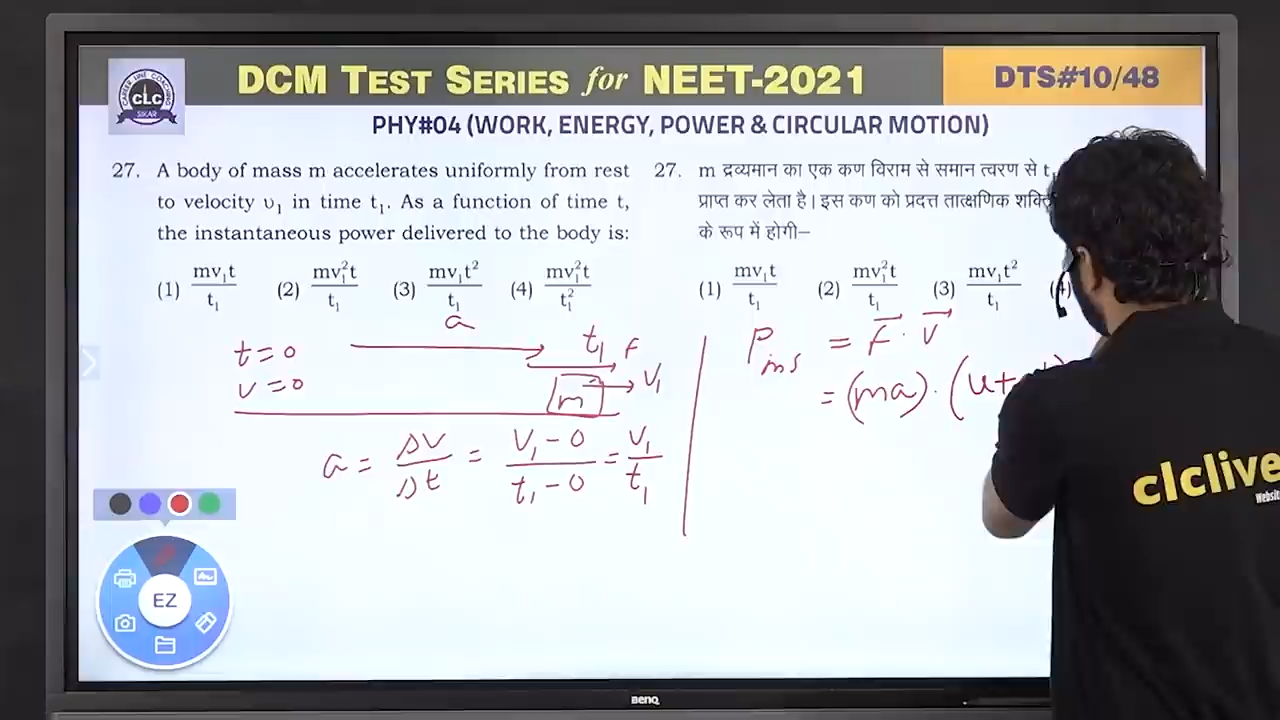 DCM TEST SERIES for NEET-2021
DTS#10/48
CLC
SIKAR
PHY#04 (WORK, ENERGY, POWER & CIRCULAR MOTION)
27. A body of mass m accelerates uniformly from rest
to velocity υ₁ in time t₁. As a function of time t,
the instantaneous power delivered to the body is:
(1) mv₁t/t₁ (2) mv₁²t/t₁ (3) mv₁t²/t₁ (4) mv₁²t/t₁²
27. m द्रव्यमान का एक कण विराम से समान त्वरण से t
प्राप्त कर लेता है। इस कण को प्रदत्त तात्क्षणिक शक्ति
के रूप में होगी–
(1) mv₁t/t₁ (2) mv₁²t/t₁ (3) mv₁t²/t₁
a
t = 0
v = 0
t₁ F
m V₁
a = Δv/Δt = (V₁ − 0)/(t₁ − 0) = V₁/t₁
P ins = F⃗ · V⃗
= (ma) · (u+
EZ
clclive
Website
BenQ